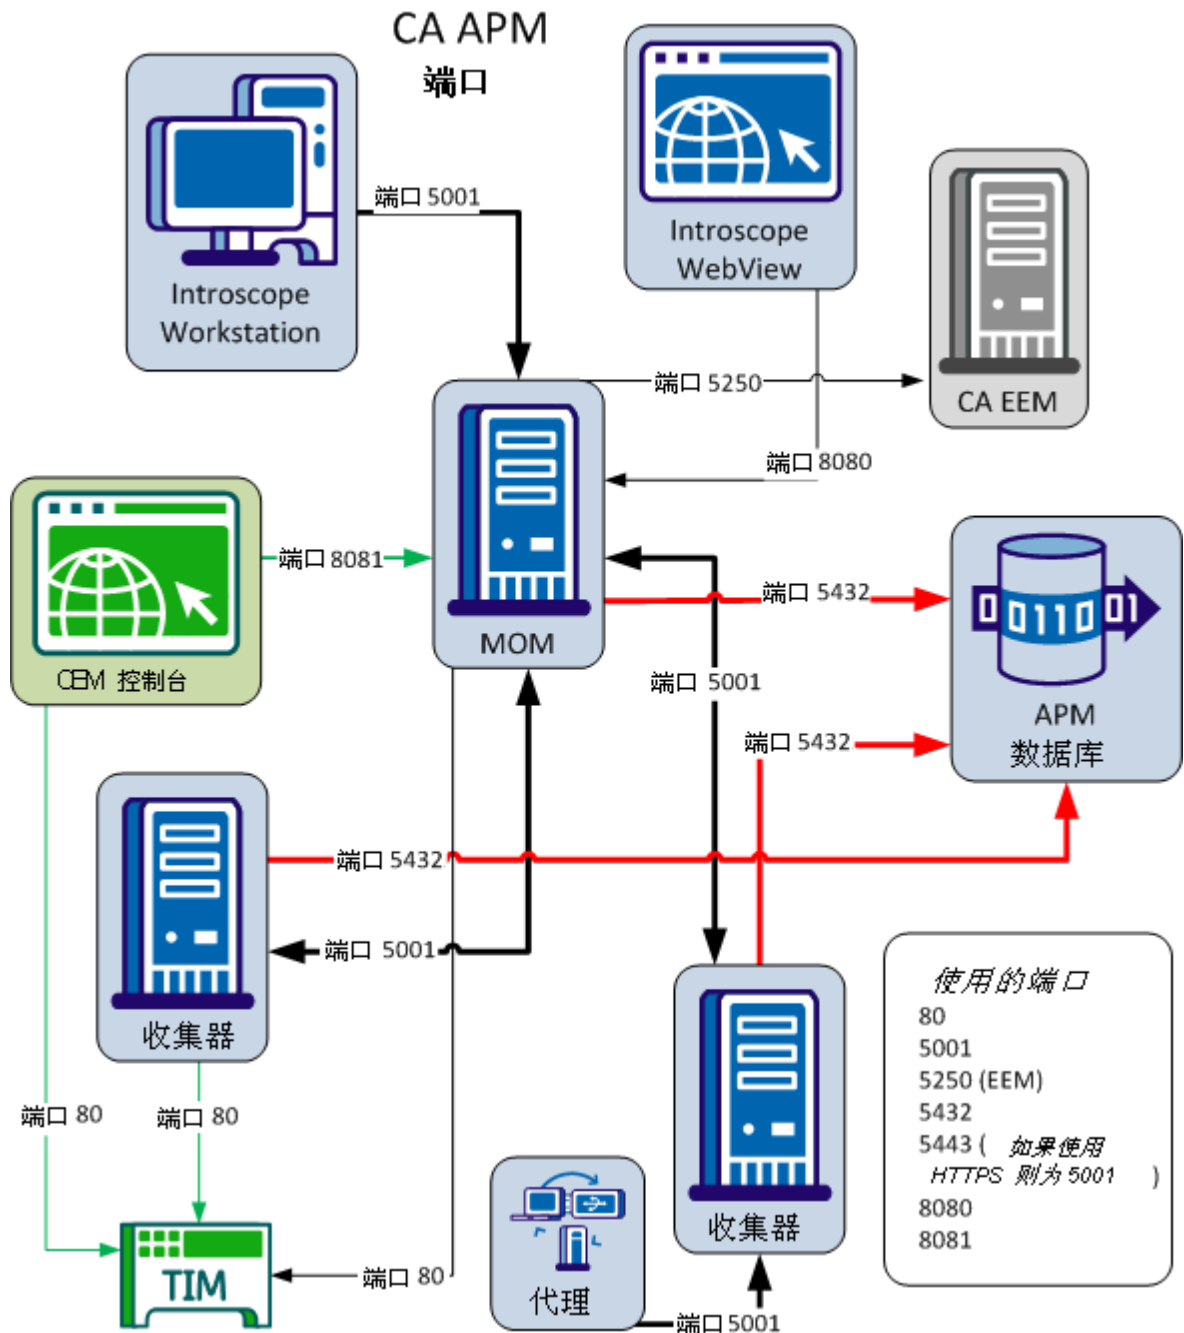 CA APM
端口
Introscope
Workstation
端口 5001
Introscope
WebView
CA EEM
端口 5250
端口 8080
MOM
端口 8081
CEM 控制台
端口 5432
0 0110 01
APM
数据库
端口 5001
端口 5432
端口 5432
端口 5001
收集器
端口 80
端口 80
TIM
端口 80
代理
端口 5001
收集器
使用的端口
80
5001
5250 (EEM)
5432
5443 ( 如果使用
HTTPS 则为 5001 )
8080
8081